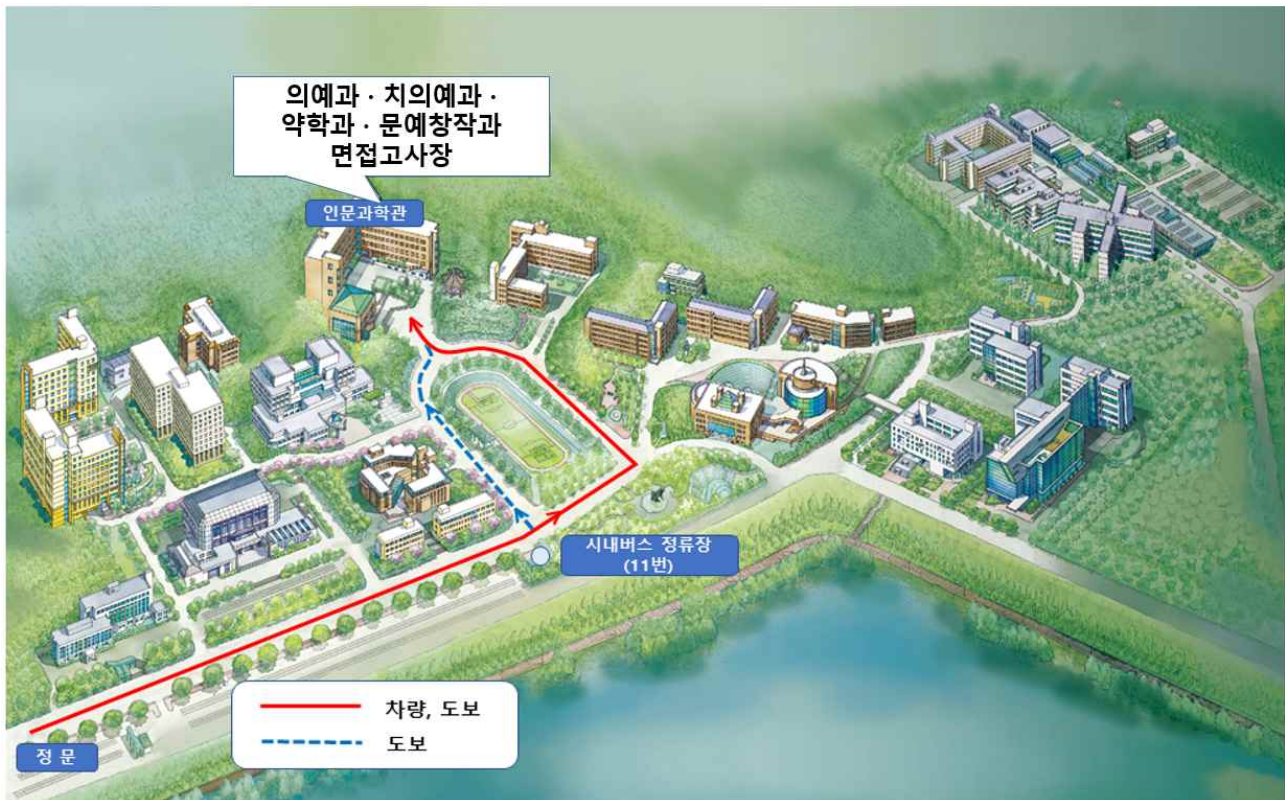 의예과 · 치의예과 ·
약학과 · 문예창작과
면접고사장
인문과학관
시내버스 정류장
(11번)
차량, 도보
도보
정 문